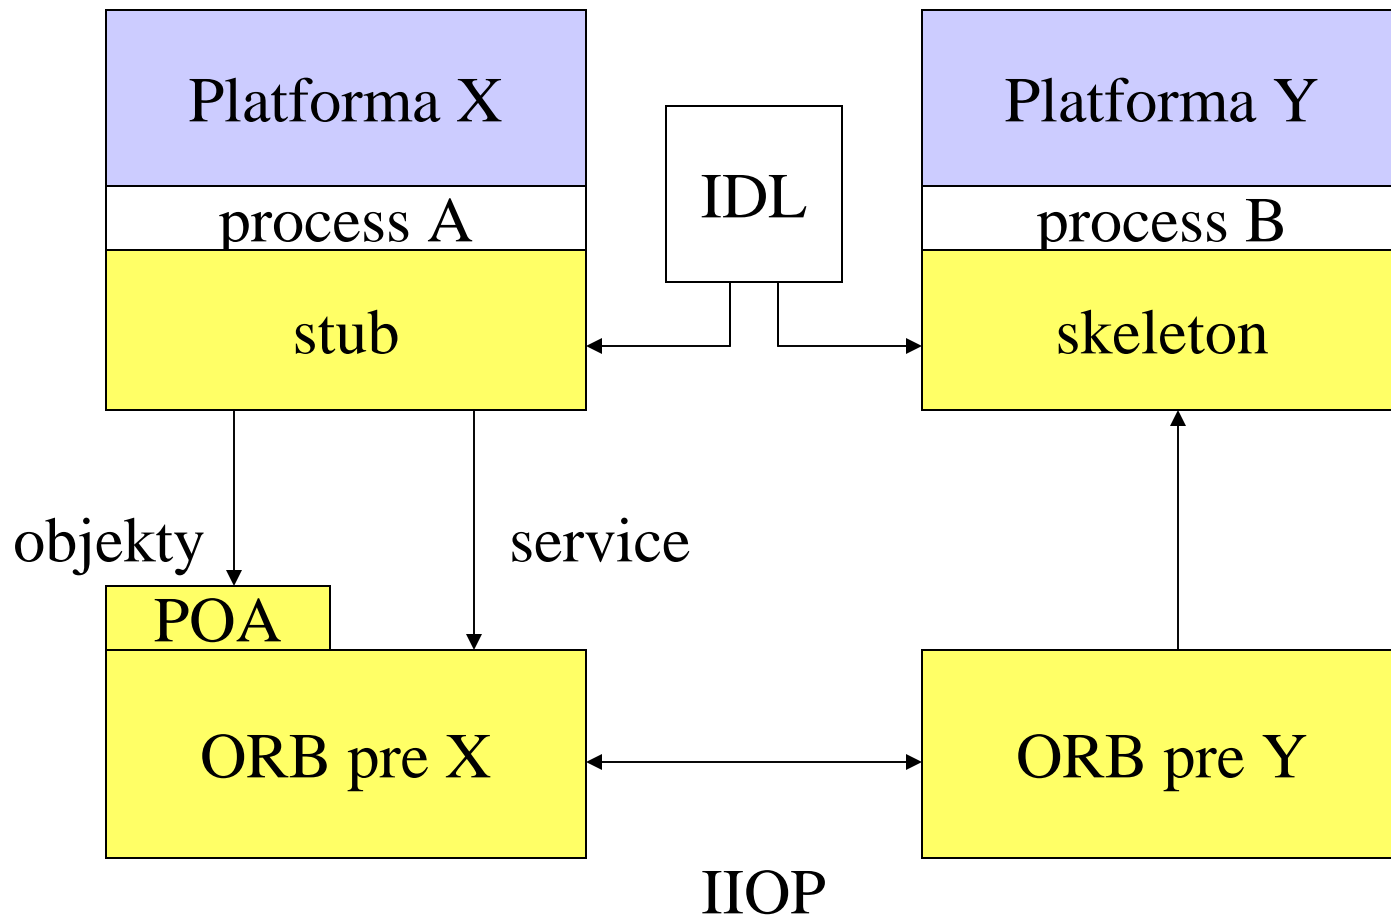 Platforma X
Platforma Y
IDL
process A
process B
stub
skeleton
objekty
service
POA
ORB pre X
ORB pre Y
IIOP